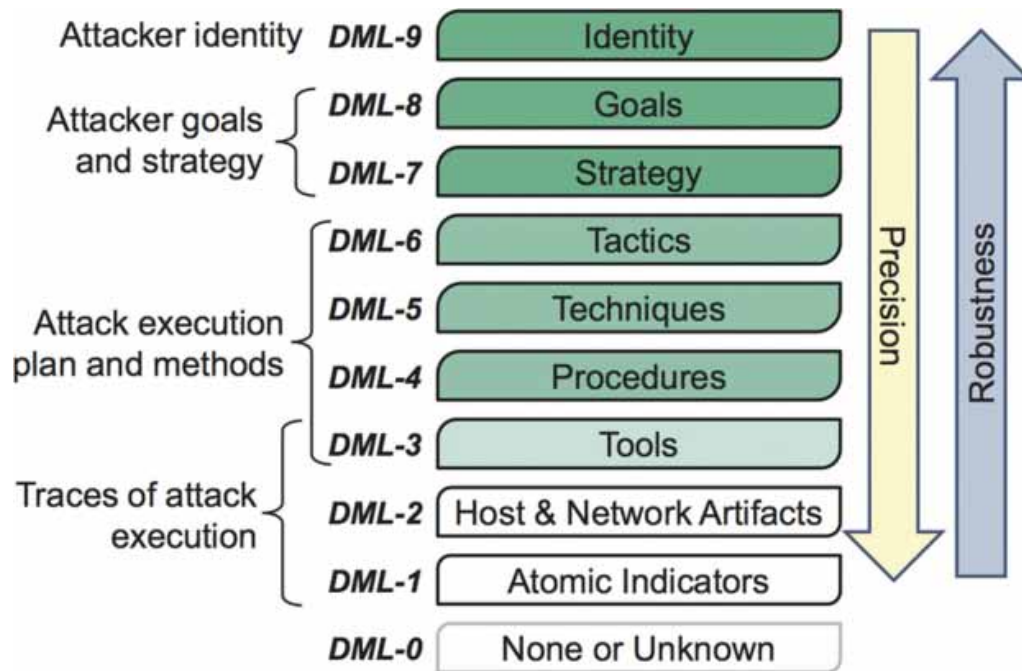 Attacker identity DML-9 Identity
DML-8 Goals
Attacker goals
and strategy
DML-7 Strategy
DML-6 Tactics
DML-5 Techniques
Attack execution
plan and methods
DML-4 Procedures
DML-3 Tools
Traces of attack
execution
DML-2 Host & Network Artifacts
DML-1 Atomic Indicators
DML-0 None or Unknown
Precision
Robustness